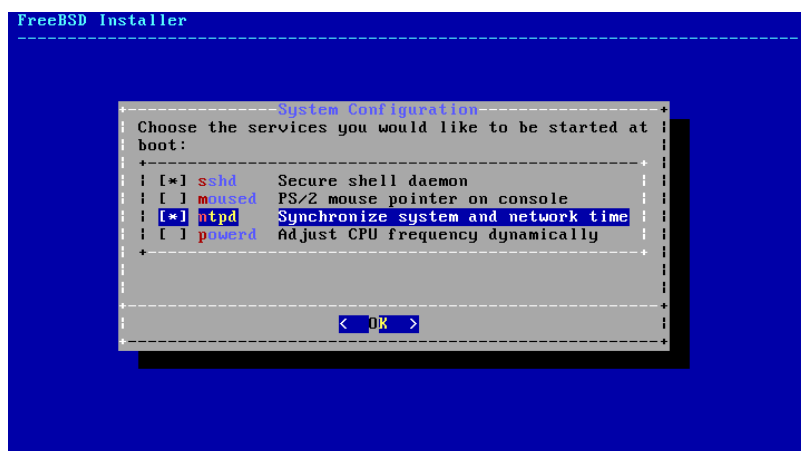 FreeBSD Installer
System Configuration
Choose the services you would like to be started at
boot:
[*] sshd Secure shell daemon
[ ] moused PS/2 mouse pointer on console
[*] ntpd Synchronize system and network time
[ ] powerd Adjust CPU frequency dynamically
< OK >